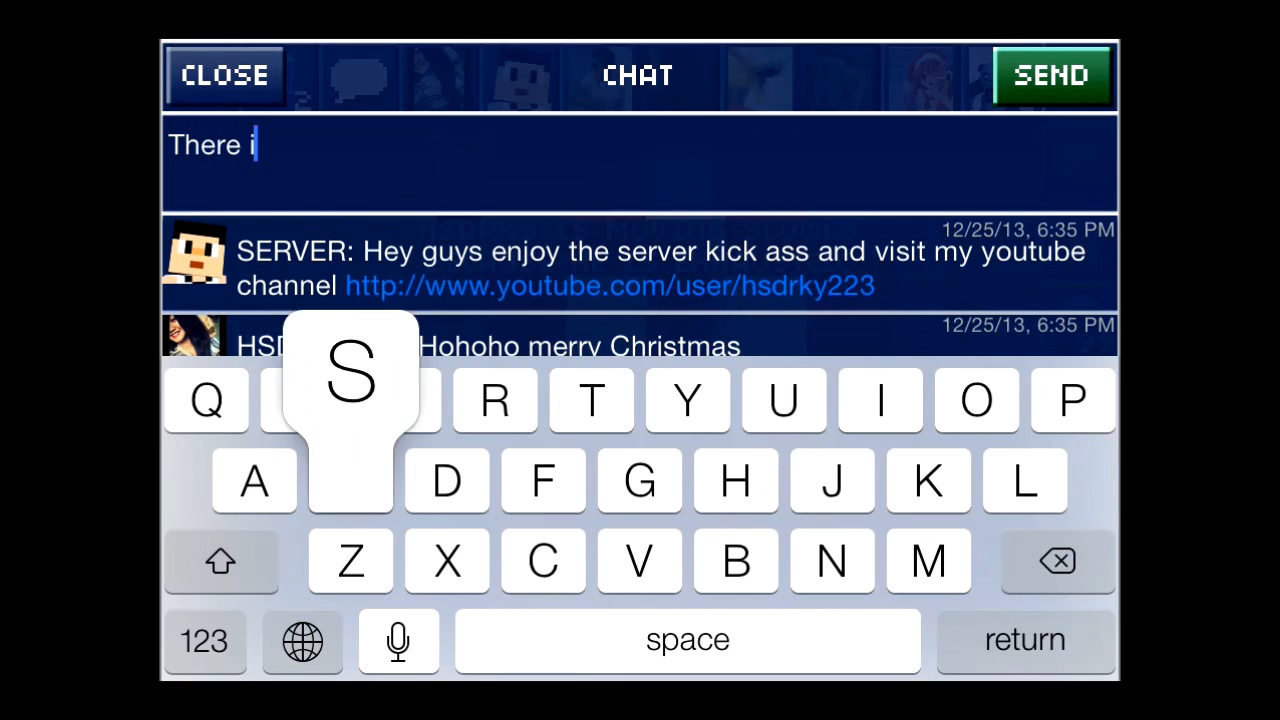 CLOSE
CHAT
SEND
There i
12/25/13, 6:35 PM
SERVER: Hey guys enjoy the server kick ass and visit my youtube
channel http://www.youtube.com/user/hsdrky223
12/25/13, 6:35 PM
Hohoho merry Christmas
S
Q R T Y U I O P
A D F G H J K L
Z X C V B N M
123 space return